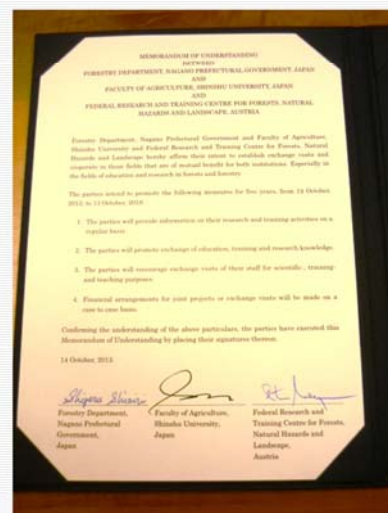 MEMORANDUM OF UNDERSTANDING
BETWEEN
FORESTRY DEPARTMENT, NAGANO PREFECTURAL GOVERNMENT, JAPAN
AND
FACULTY OF AGRICULTURE, SHINSHU UNIVERSITY, JAPAN
AND
FEDERAL RESEARCH AND TRAINING CENTRE FOR FORESTS, NATURAL
HAZARDS AND LANDSCAPE, AUSTRIA
Forestry Department, Nagano Prefectural Government and Faculty of Agriculture,
Shinshu University and Federal Research and Training Center for Forests, Natural
Hazards and Landscape hereby affirm their intent to establish exchange visits and
cooperate in those fields that are of mutual benefit for both institutions. Especially in
the fields of education and research in forests and forestry.
The parties intend to promote the following measures for five years, from 14 October,
2013, to 13 October, 2018
1. The parties will provide information on their research and training activities on a
regular basis.
2. The parties will promote exchange of education, training and research knowledge.
3. The parties will encourage exchange visits of their staff for scientific-, training-
and teaching purposes.
4. Financial arrangements for joint projects or exchange visits will be made on a
case to case basis.
Confirming the understanding of the above particulars, the parties have executed this
Memorandum of Understanding by placing their signatures thereon.
14 October, 2013
Forestry Department,
Nagano Prefectural
Government,
Japan
Faculty of Agriculture,
Shinshu University,
Japan
Federal Research and
Training Centre for Forests,
Natural Hazards and
Landscape,
Austria